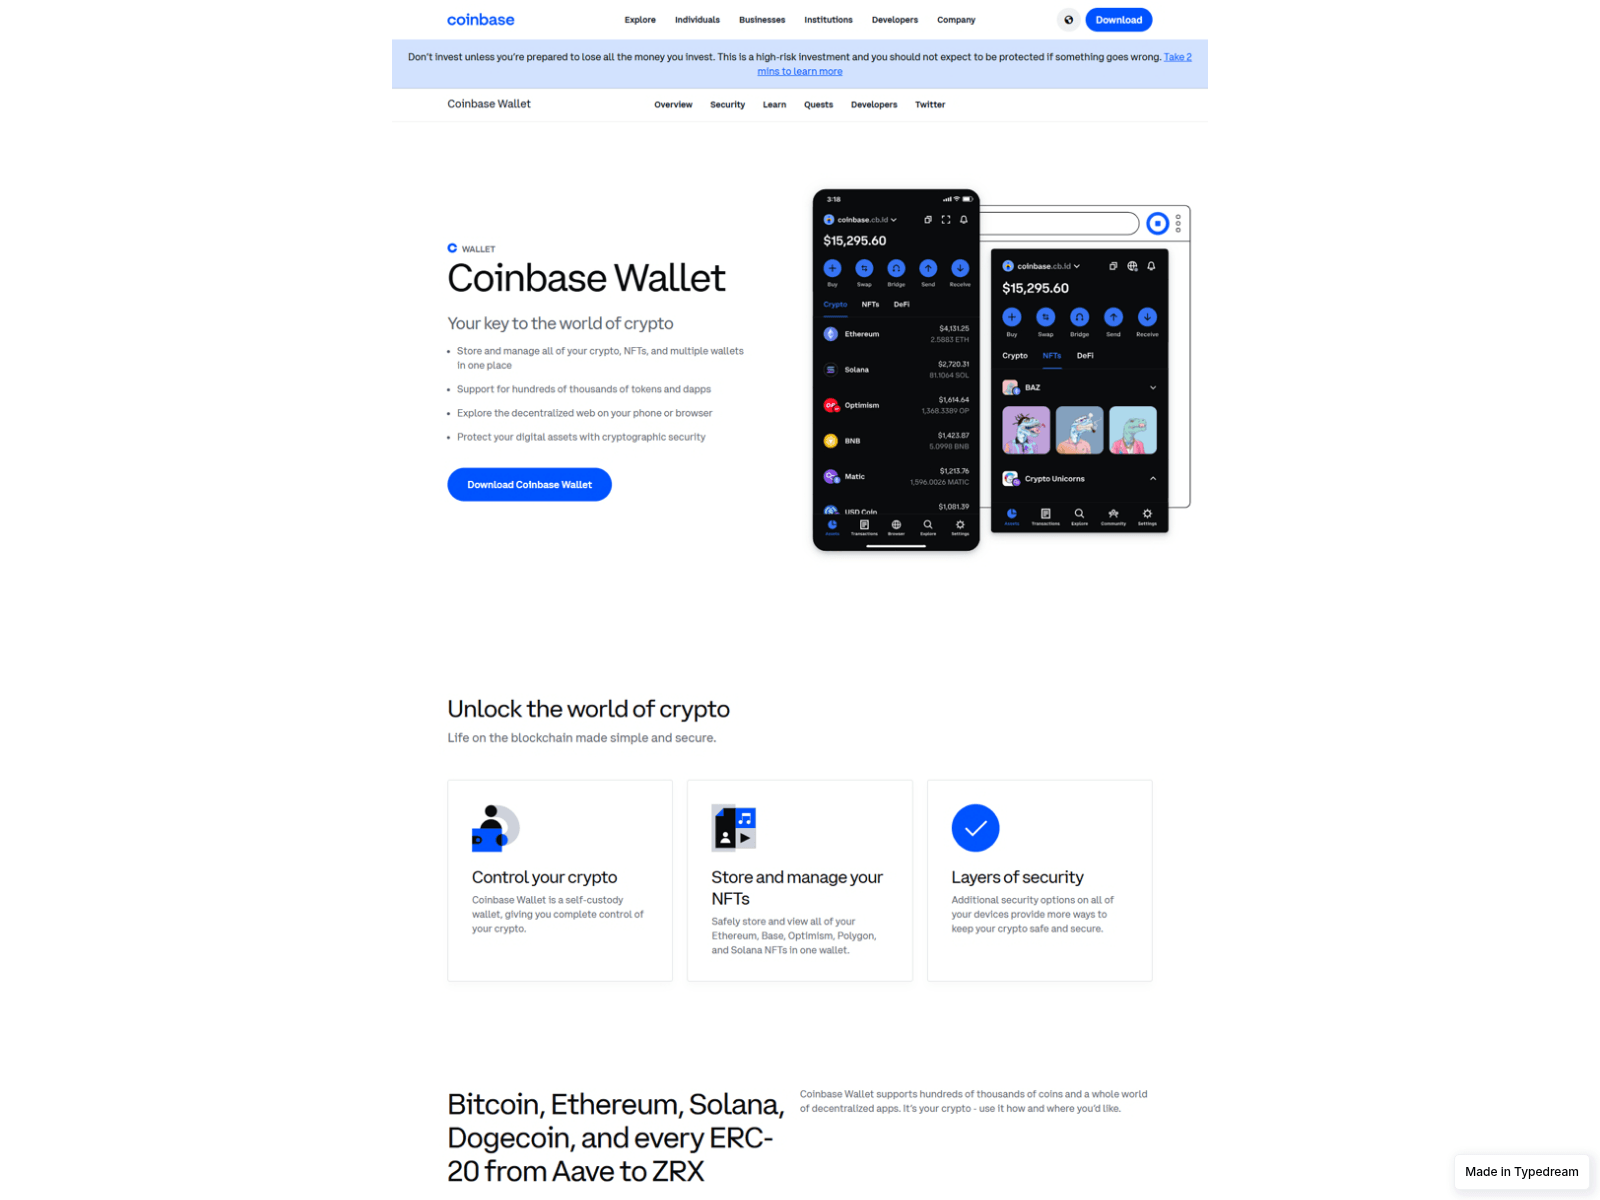 coinbase
Explore
Individuals
Businesses
Institutions
Developers
Company
Download
Don't invest unless you're prepared to lose all the money you invest. This is a high-risk investment and you should not expect to be protected if something goes wrong. Take 2
mins to learn more
Coinbase Wallet
Overview
Security
Learn
Quests
Developers
Twitter
WALLET
Coinbase Wallet
Your key to the world of crypto
• Store and manage all of your crypto, NFTs, and multiple wallets
in one place
• Support for hundreds of thousands of tokens and dapps
• Explore the decentralized web on your phone or browser
• Protect your digital assets with cryptographic security
Download Coinbase Wallet
3:18
coinbase.cb.id
$15,295.60
Buy
Swap
Bridge
Send
Receive
Crypto
NFTs
DeFi
Ethereum
$4,131.25
2.5883 ETH
Solana
$2,720.31
81.1064 SOL
Optimism
$1,614.64
1,368.3389 OP
BNB
$1,423.87
5.0998 BNB
Matic
$1,213.76
1,596.0026 MATIC
USD Coin
$1,081.39
Assets
Transactions
Browser
Explore
Settings
coinbase.cb.id
$15,295.60
Buy
Swap
Bridge
Send
Receive
Crypto
NFTs
DeFi
BAZ
Crypto Unicorns
Assets
Transactions
Explore
Community
Settings
Unlock the world of crypto
Life on the blockchain made simple and secure.
Control your crypto
Coinbase Wallet is a self-custody
wallet, giving you complete control of
your crypto.
Store and manage your
NFTs
Safely store and view all of your
Ethereum, Base, Optimism, Polygon,
and Solana NFTs in one wallet.
Layers of security
Additional security options on all of
your devices provide more ways to
keep your crypto safe and secure.
Bitcoin, Ethereum, Solana,
Dogecoin, and every ERC-
20 from Aave to ZRX
Coinbase Wallet supports hundreds of thousands of coins and a whole world
of decentralized apps. It's your crypto - use it how and where you'd like.
Made in Typedream